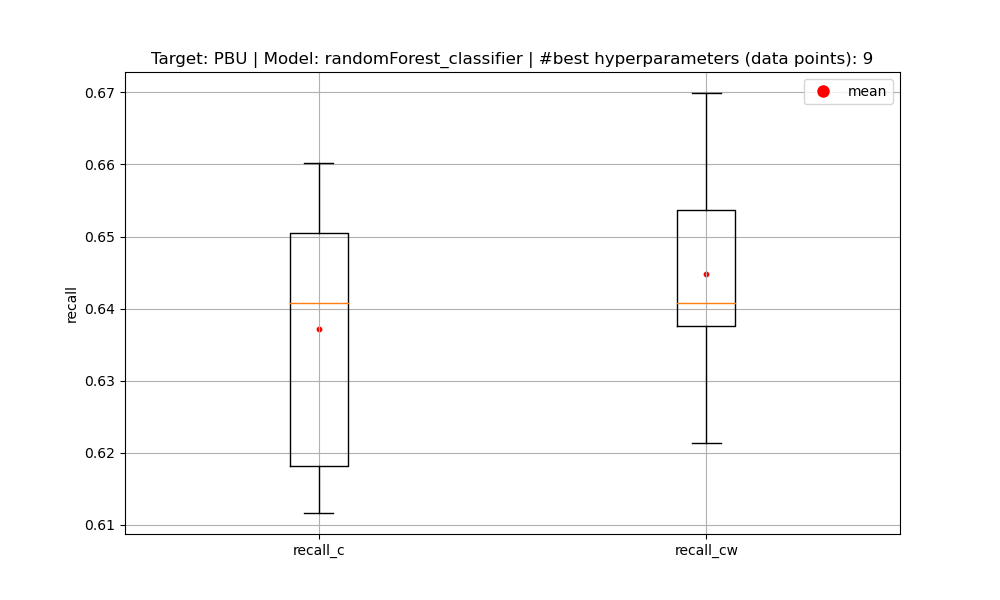 Target: PBU | Model: randomForest_classifier | #best hyperparameters (data points): 9
mean
0.67
0.66
0.65
0.64
0.63
0.62
0.61
recall
recall_c
recall_cw